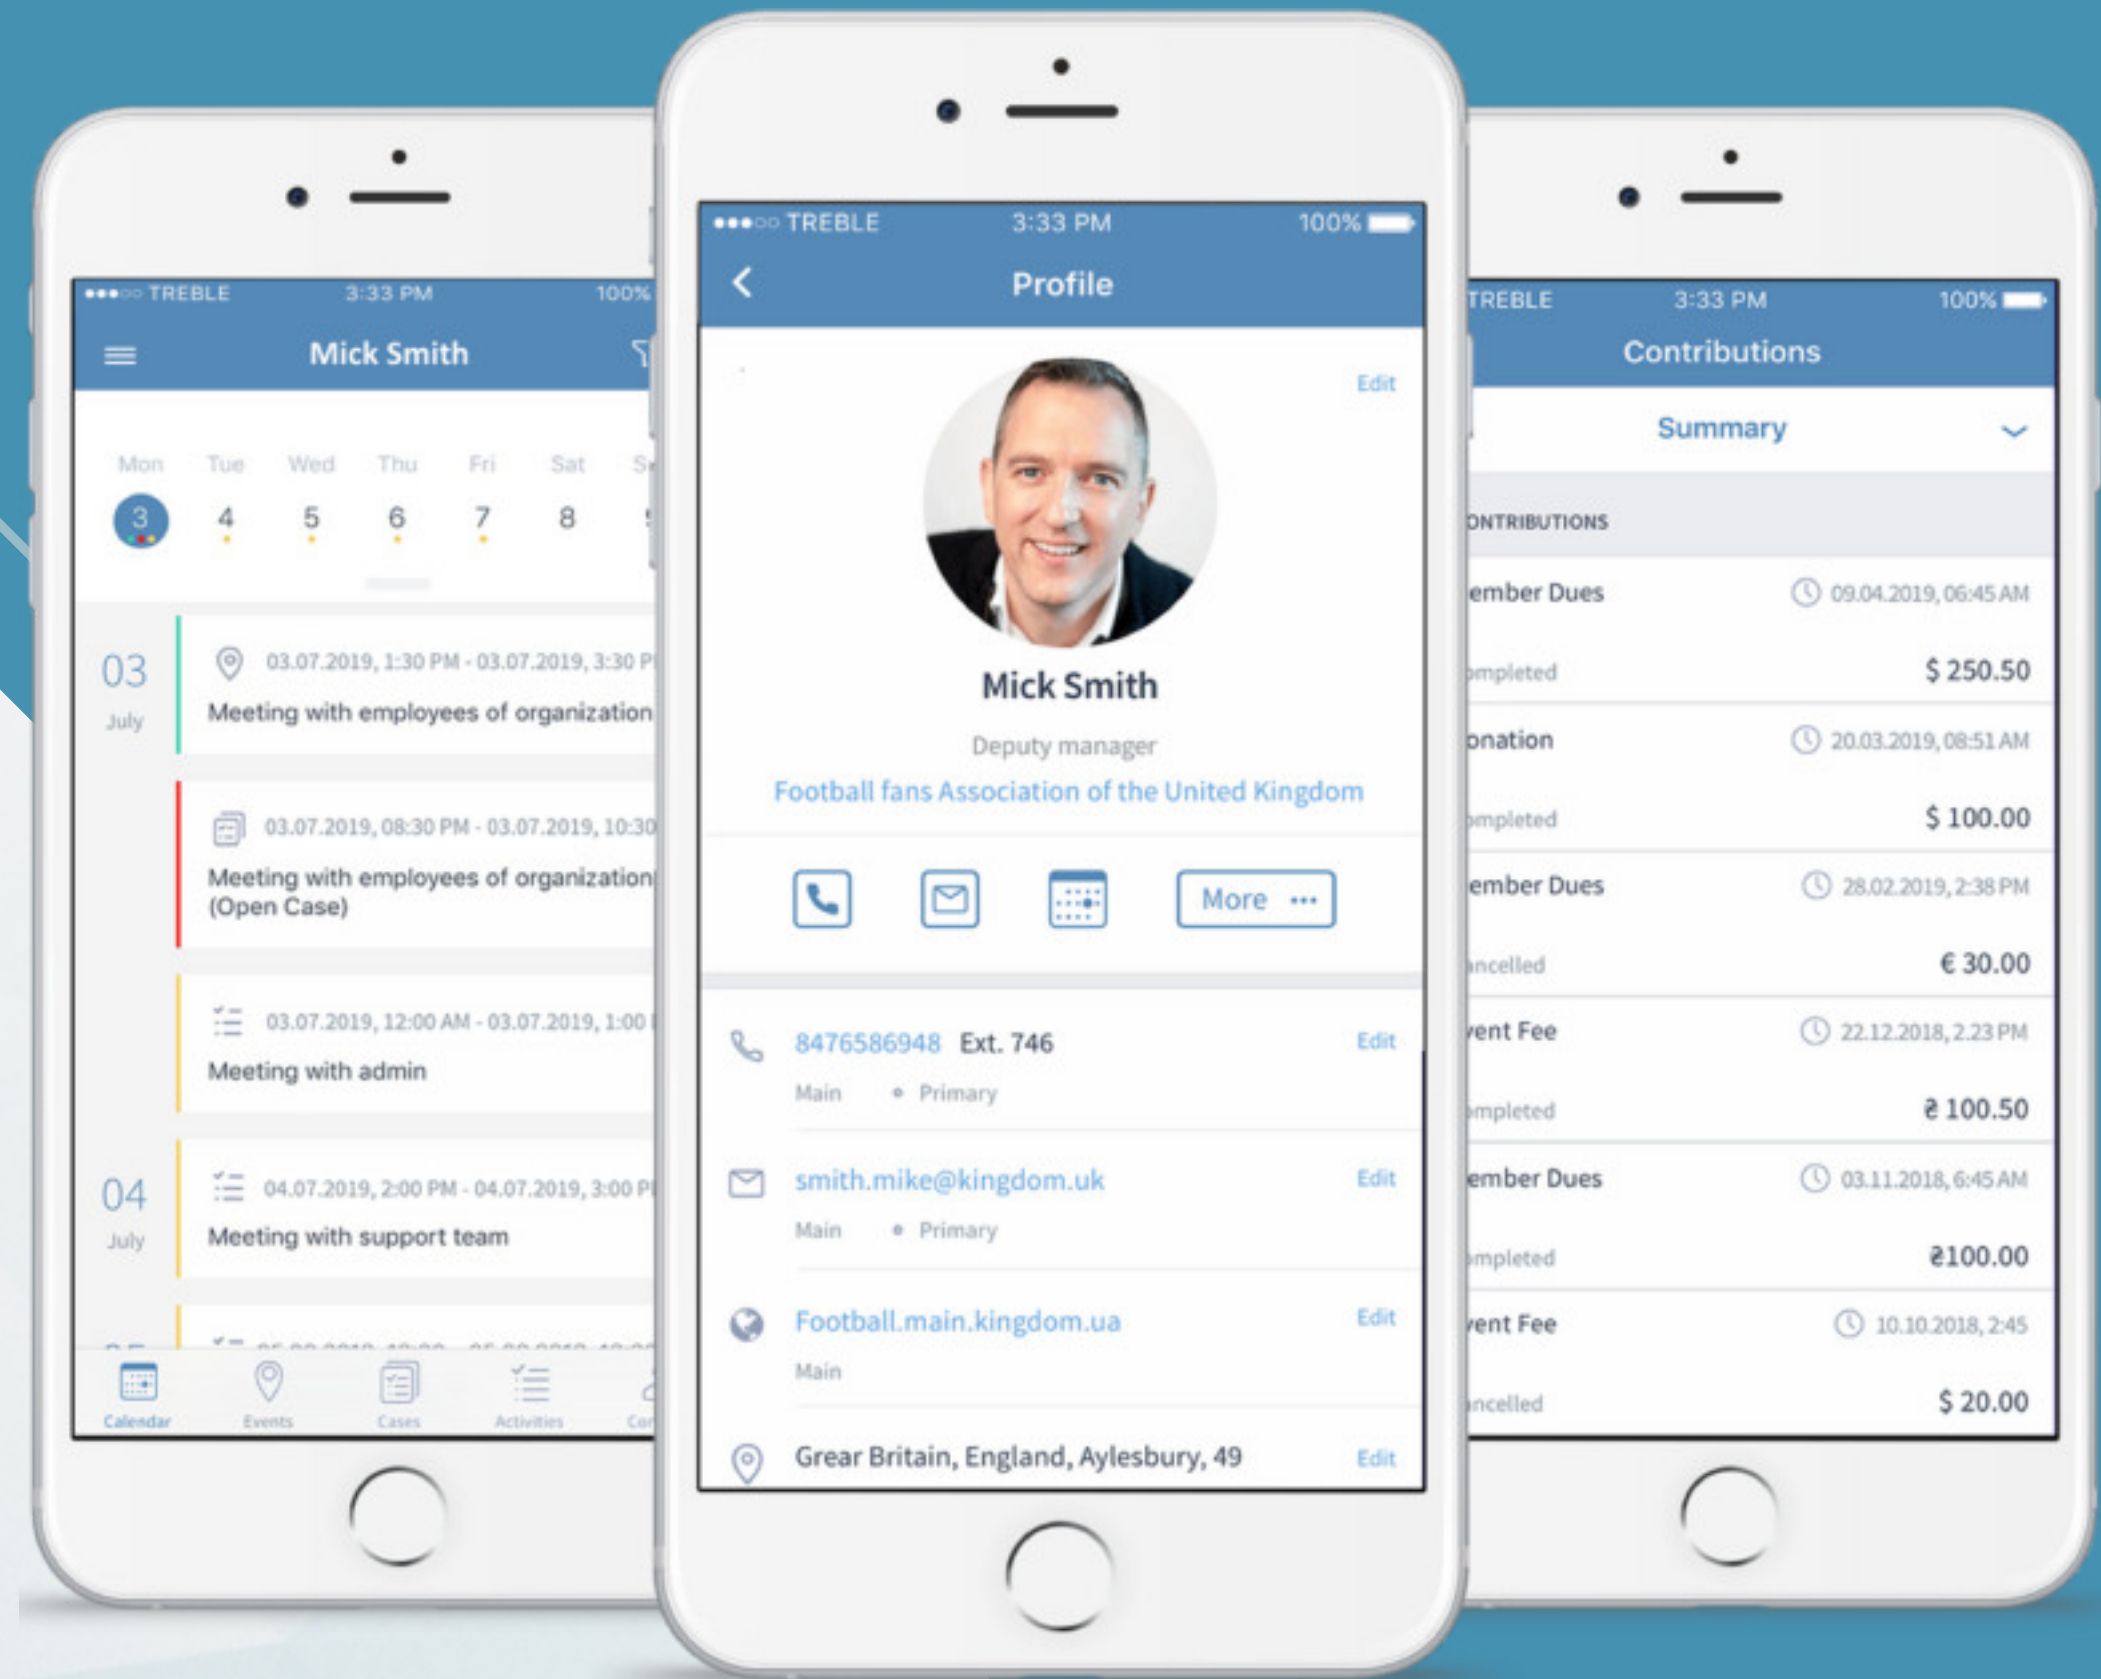 TREBLE 3:33 PM 100%
Mick Smith
Mon Tue Wed Thu Fri Sat
3 4 5 6 7 8
03
July
03.07.2019, 1:30 PM - 03.07.2019, 3:30 P
Meeting with employees of organization
03.07.2019, 08:30 PM - 03.07.2019, 10:30
Meeting with employees of organization
(Open Case)
03.07.2019, 12:00 AM - 03.07.2019, 1:00
Meeting with admin
04
July
04.07.2019, 2:00 PM - 04.07.2019, 3:00 P
Meeting with support team
Calendar Events Cases Activities
TREBLE 3:33 PM 100%
Profile
Edit
Mick Smith
Deputy manager
Football fans Association of the United Kingdom
More
8476586948 Ext. 746 Edit
Main Primary
smith.mike@kingdom.uk Edit
Main Primary
Football.main.kingdom.ua Edit
Main
Grear Britain, England, Aylesbury, 49 Edit
TREBLE 3:33 PM 100%
Contributions
Summary
ONTRIBUTIONS
ember Dues 09.04.2019, 06:45 AM
ompleted $ 250.50
onation 20.03.2019, 08:51 AM
ompleted $ 100.00
ember Dues 28.02.2019, 2:38 PM
ancelled € 30.00
vent Fee 22.12.2018, 2.23 PM
ompleted ₴ 100.50
ember Dues 03.11.2018, 6:45 AM
ompleted ₴100.00
vent Fee 10.10.2018, 2:45
ancelled $ 20.00